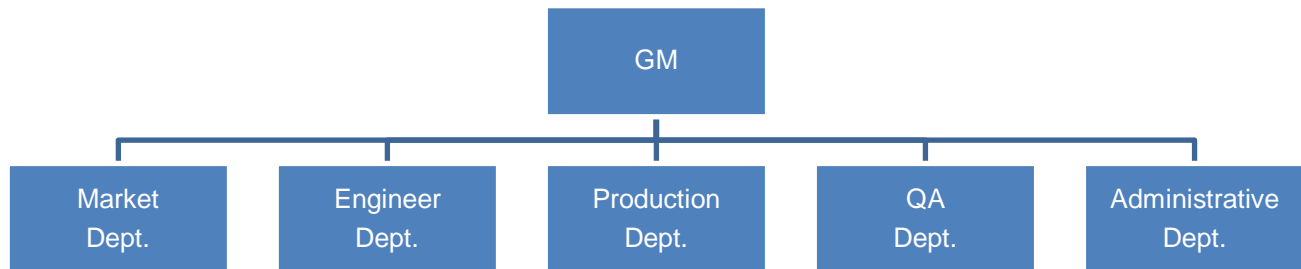 GM
Market
Dept.
Engineer
Dept.
Production
Dept.
QA
Dept.
Administrative
Dept.